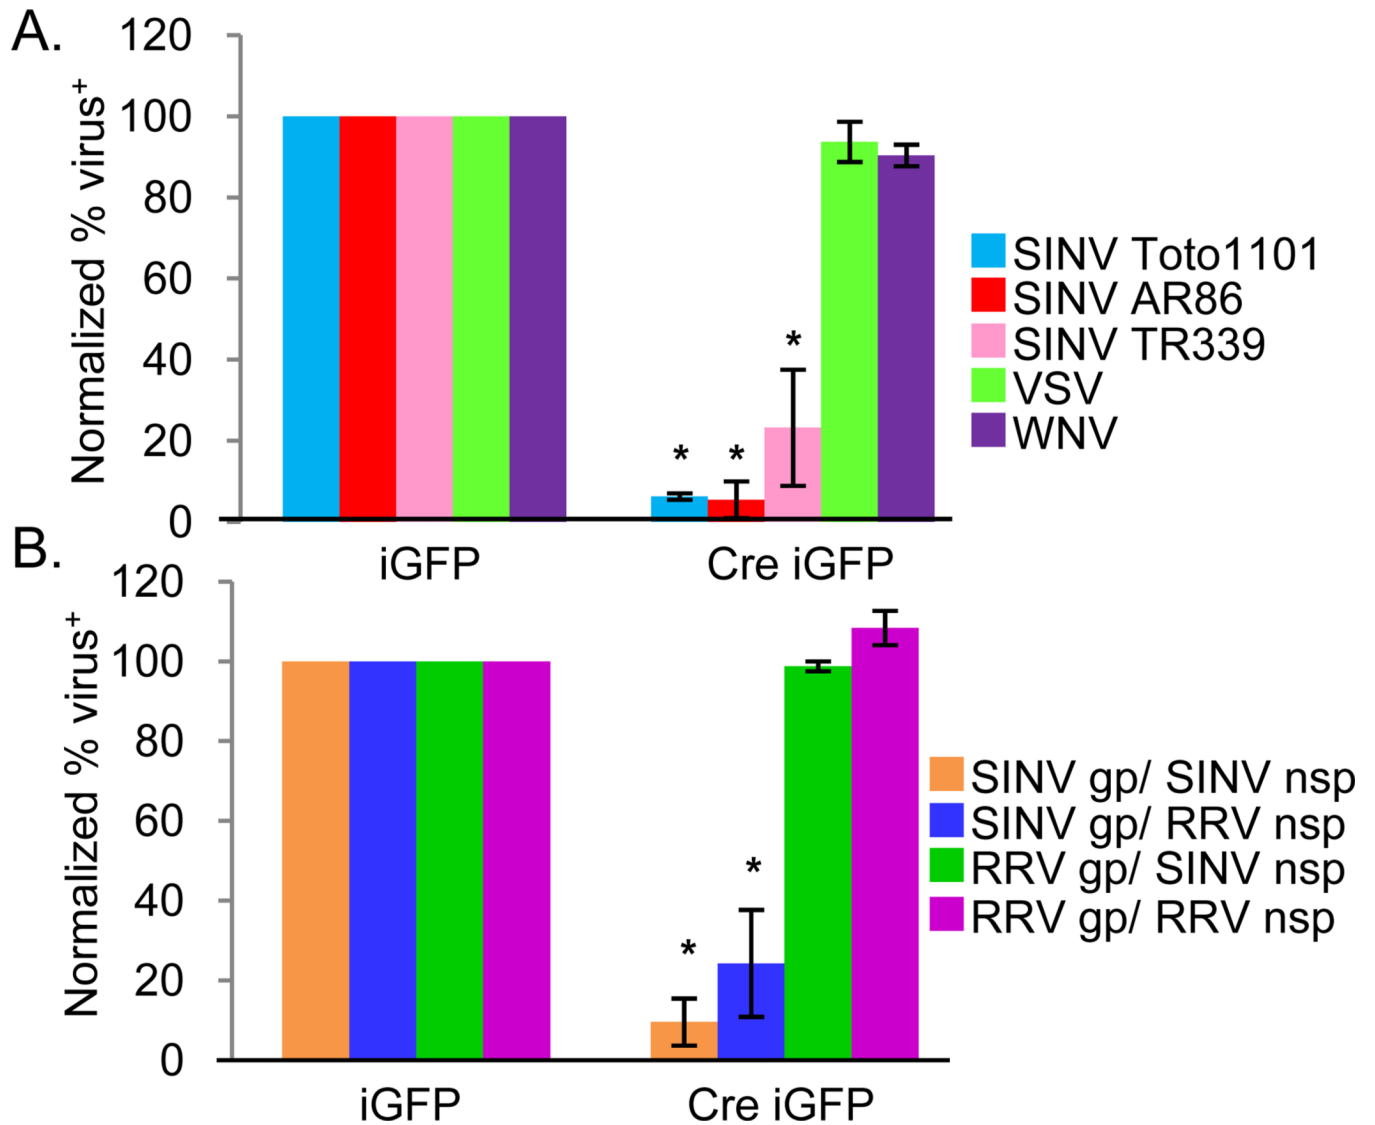 A.
Normalized % virus+
120
100
80
60
40
20
0
* * *
iGFP
Cre iGFP
SINV Toto1101
SINV AR86
SINV TR339
VSV
WNV
B.
Normalized % virus+
120
100
80
60
40
20
0
* *
iGFP
Cre iGFP
SINV gp/ SINV nsp
SINV gp/ RRV nsp
RRV gp/ SINV nsp
RRV gp/ RRV nsp